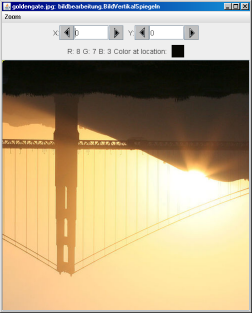 goldengate.jpg: bildbearbeitung.BildVertikalSpiegeln
Zoom
X: 0 Y: 0
R: 8 G: 7 B: 3 Color at location: